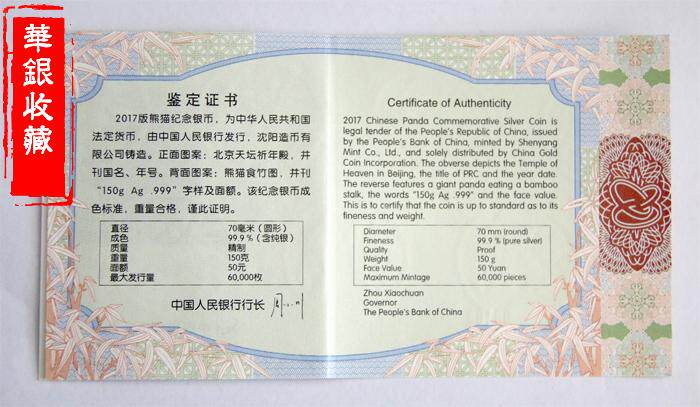 華銀收藏
鉴定证书
2017版熊猫纪念银币，为中华人民共和国
法定货币，由中国人民银行发行，沈阳造币有
限公司铸造。正面图案：北京天坛祈年殿，并
刊国名、年号。背面图案：熊猫食竹图，并刊
“150g Ag .999”字样及面额。该纪念银币成
色标准，重量合格，谨此证明。
直径 70毫米（圆形）
成色 99.9％（含纯银）
质量 精制
重量 150克
面额 50元
最大发行量 60,000枚
中国人民银行行长
Certificate of Authenticity
2017 Chinese Panda Commemorative Silver Coin is
legal tender of the People's Republic of China, issued
by the People's Bank of China, minted by Shenyang
Mint Co., Ltd., and solely distributed by China Gold
Coin Incorporation. The obverse depicts the Temple of
Heaven in Beijing, the title of PRC and the year date.
The reverse features a giant panda eating a bamboo
stalk, the words "150g Ag .999" and the face value.
This is to certify that the coin is up to standard as to its
fineness and weight.
Diameter 70 mm (round)
Fineness 99.9 % (pure silver)
Quality Proof
Weight 150 g
Face Value 50 Yuan
Maximum Mintage 60,000 pieces
Zhou Xiaochuan
Governor
The People's Bank of China